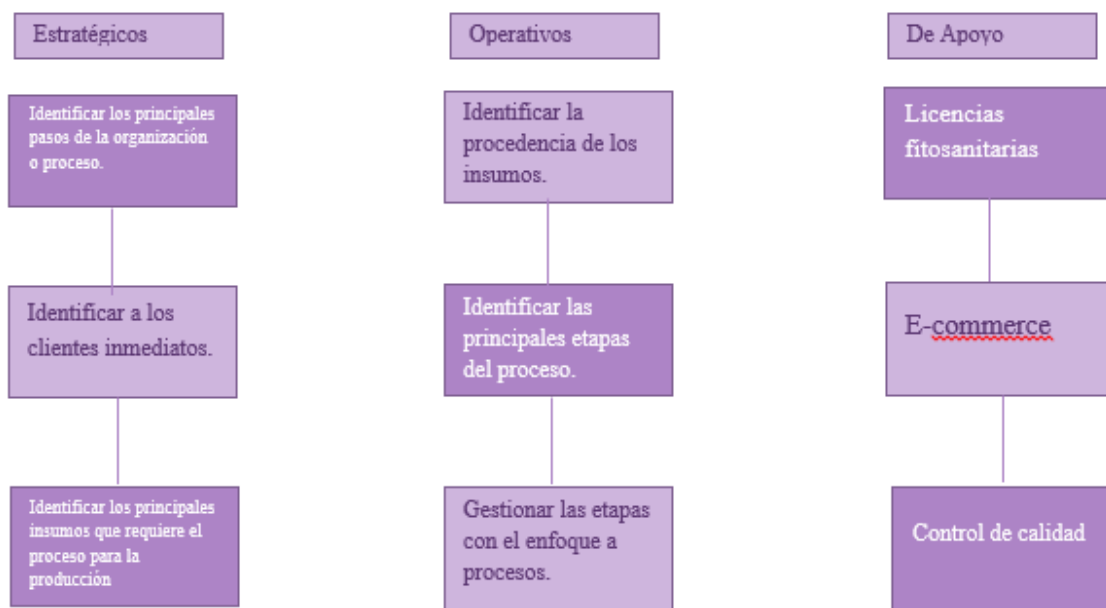 Estratégicos
Operativos
De Apoyo
Identificar los principales
pasos de la organización
o proceso.
Identificar la
procedencia de los
insumos.
Licencias
fitosanitarias
Identificar a los
clientes inmediatos.
Identificar las
principales etapas
del proceso.
E-commerce
Identificar los principales
insumos que requiere el
proceso para la
producción
Gestionar las etapas
con el enfoque a
procesos.
Control de calidad